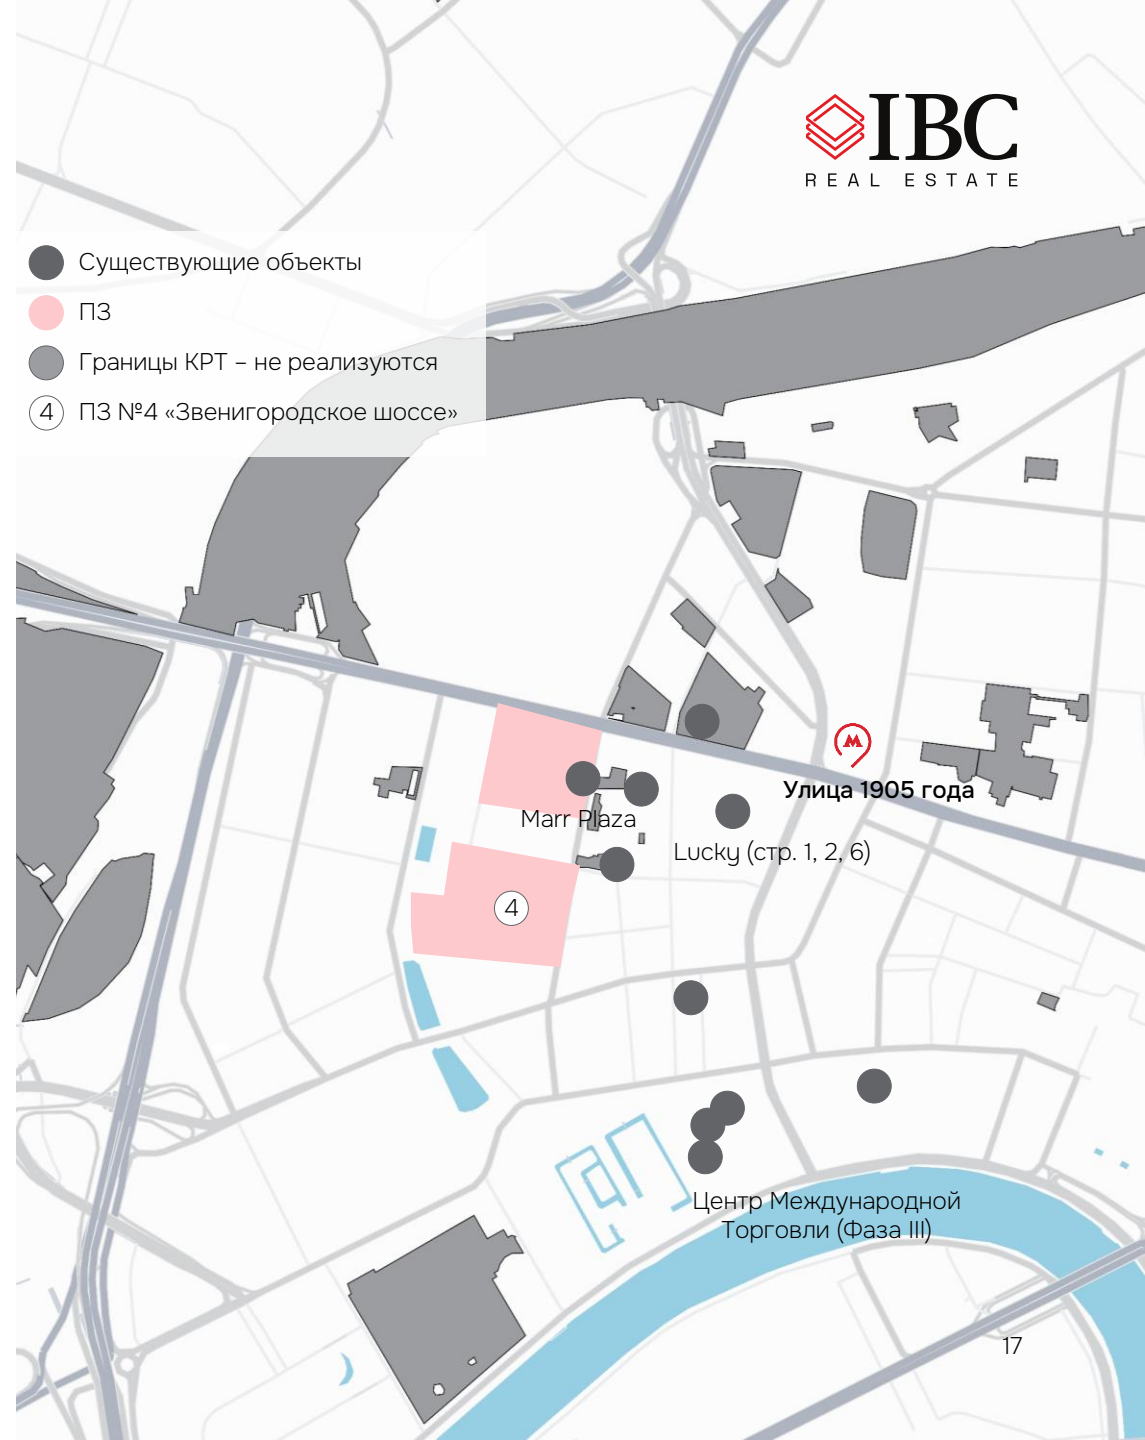 IBC
REAL ESTATE
Существующие объекты
ПЗ
Границы КРТ – не реализуются
4 ПЗ №4 «Звенигородское шоссе»
Улица 1905 года
Marr Plaza
Lucky (стр. 1, 2, 6)
4
Центр Международной
Торговли (Фаза III)
17